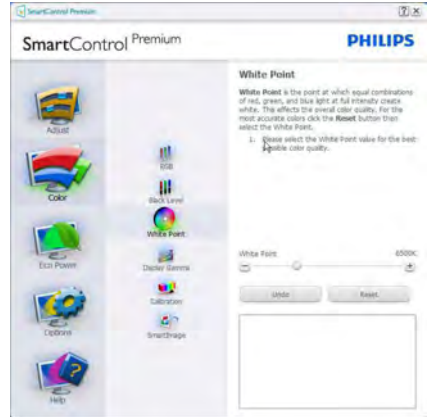 SmartControl Premium
SmartControl Premium
PHILIPS
Adjust
Color
Eco Power
Options
Help
RGB
Black Level
White Point
Display Gamma
Calibration
SmartImage
White Point
White Point is the point at which equal combinations
of red, green, and blue light at full intensity create
white. This effects the overall color quality. For the
most accurate colors click the Reset button then
select the White Point.
1. Please select the White Point value for the best
possible color quality.
White Point 6500K
Undo Reset